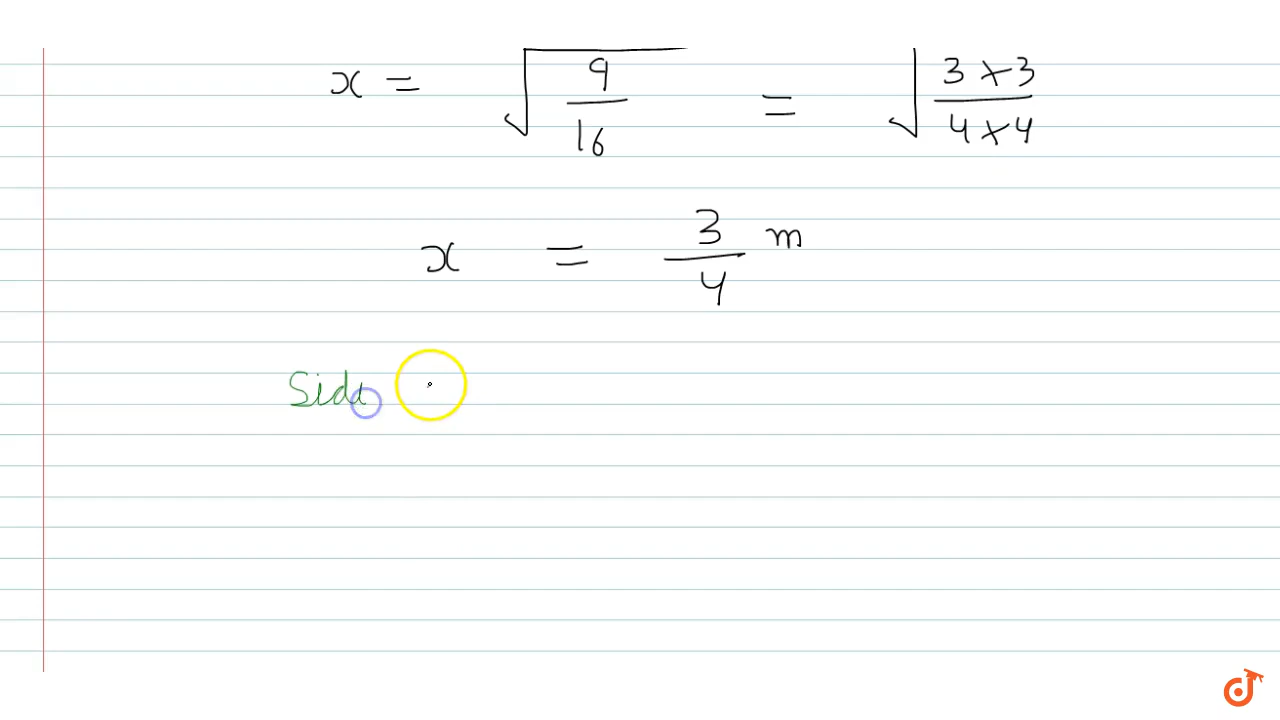 x = √(9/16) = √((3×3)/(4×4))
x = 3/4 m
Side